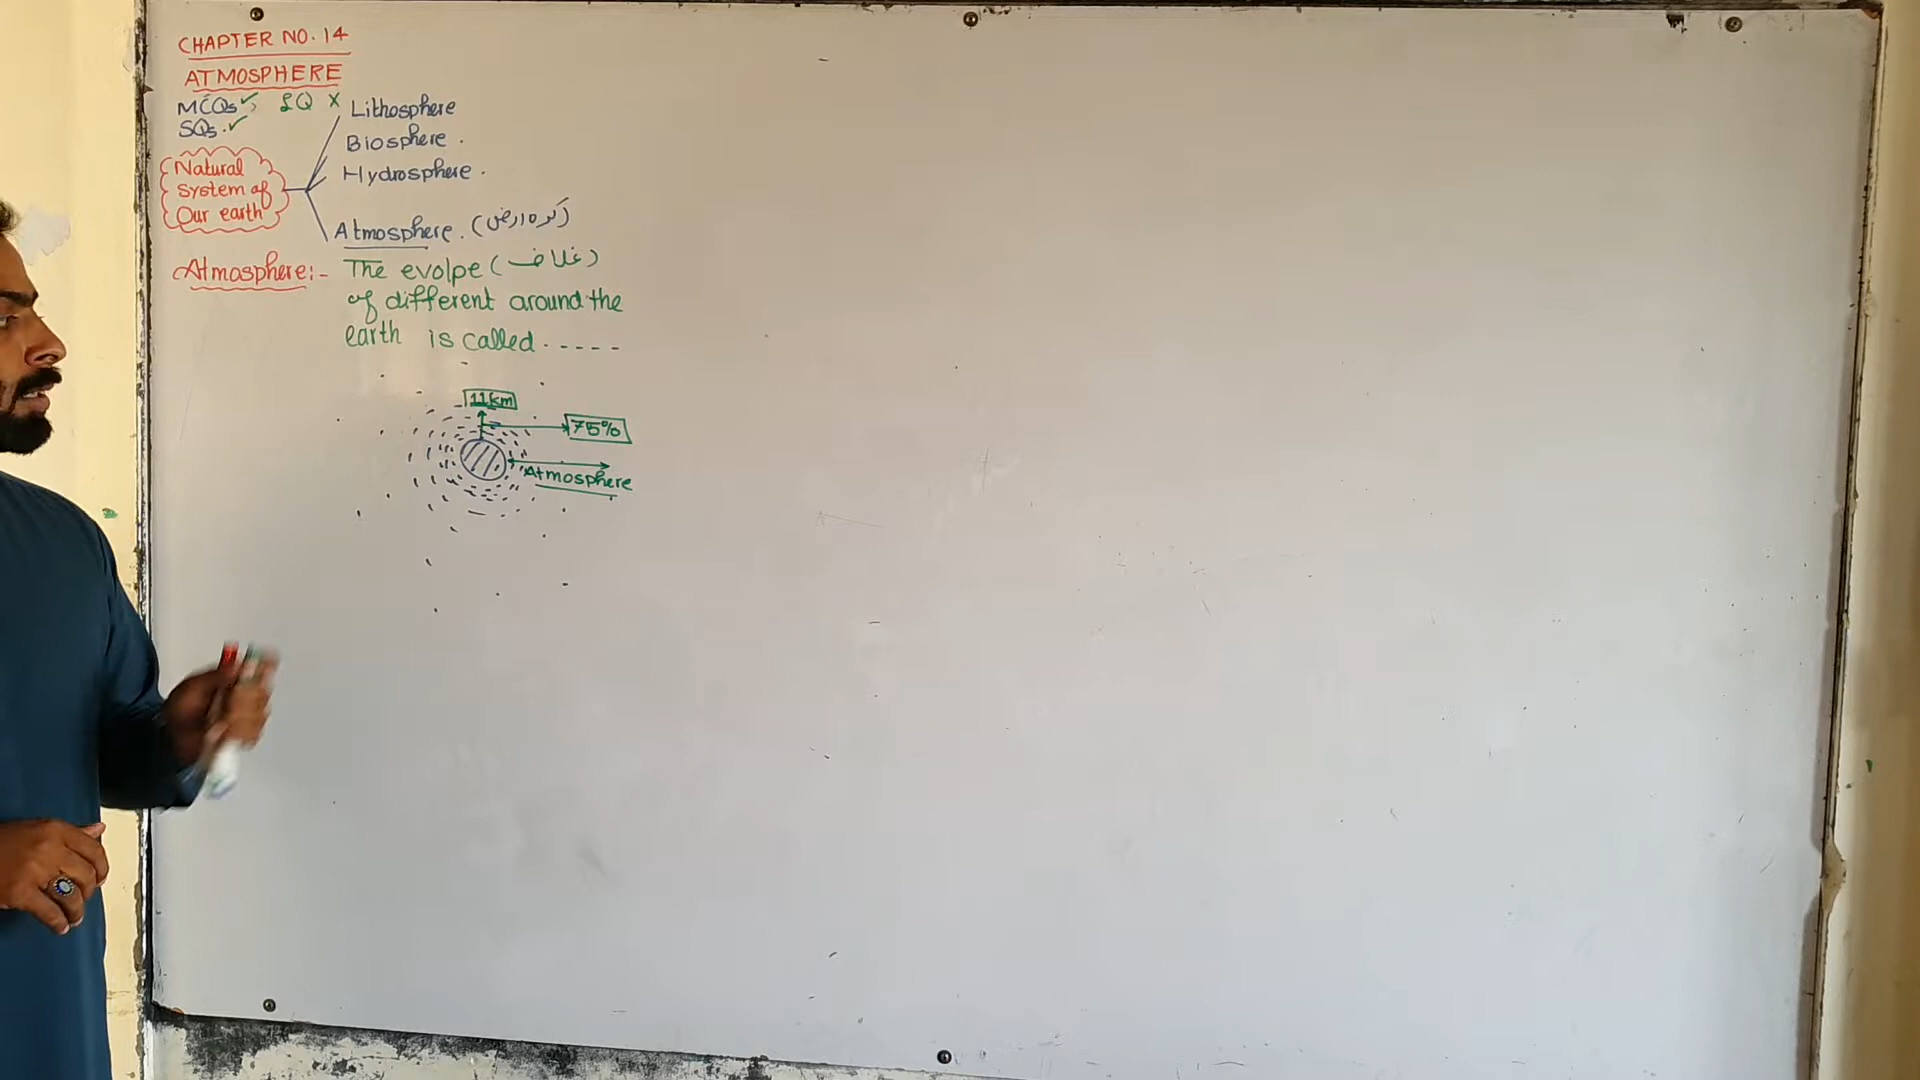 CHAPTER NO. 14
ATMOSPHERE
MCQs ✓, LQ X
SQs. ✓
Lithosphere
Biosphere.
Hydrosphere.
Natural
system of
Our earth
Atmosphere. (کرہ ارض)
Atmosphere:- The evolpe (غلاف)
of different around the
earth is called .-----
11km
75%
Atmosphere